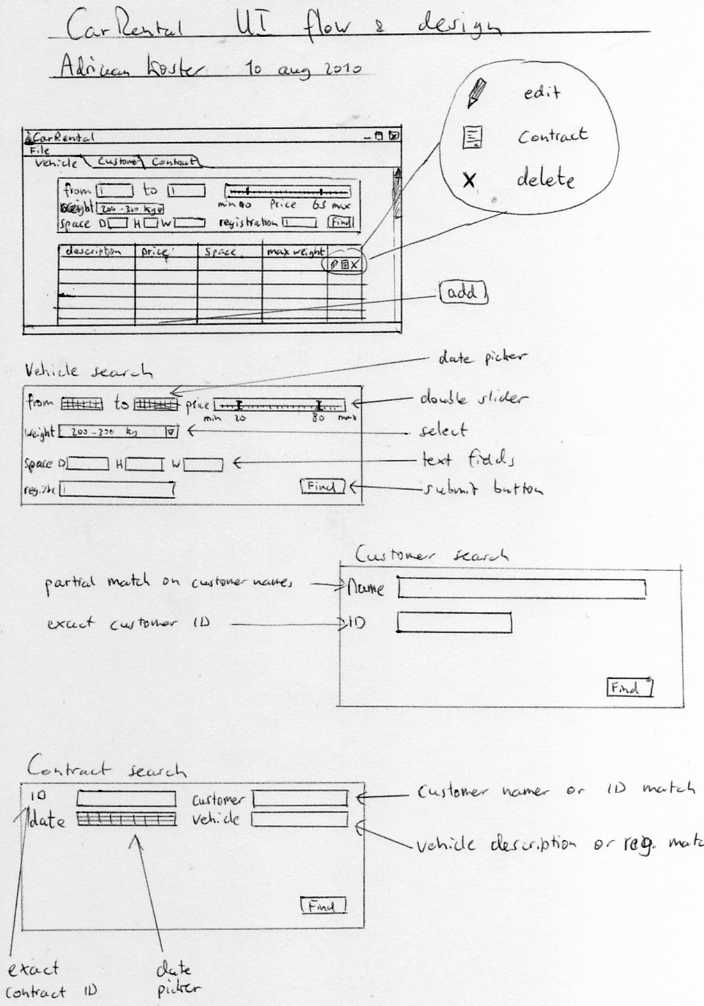 CarRental UI flow & design
Adriaan Koster 10 aug 2010
edit
contract
delete
CarRental
File
Vehicle Customer Contract
from to
min Price 65 max
weight 200-300 kg
space D H W registration Find
description price space max weight
add
Vehicle search
date picker
from to price
min 20 80 max
double slider
weight 200-300 kg
select
space D H W
text fields
Find
submit button
Customer search
partial match on customer names
Name
exact customer ID
ID
Find
Contract search
ID customer
customer names or ID match
date vehicle
vehicle description or reg. match
Find
exact contract ID
date picker